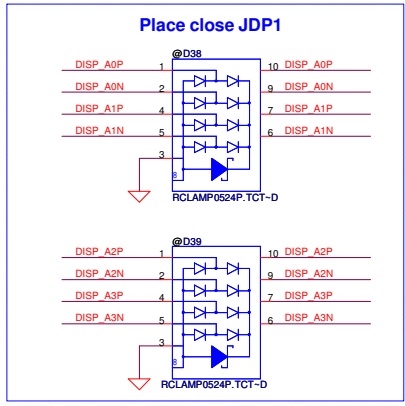 Place close JDP1
@D38
DISP_A0P 1 10 DISP_A0P
DISP_A0N 2 9 DISP_A0N
DISP_A1P 4 7 DISP_A1P
DISP_A1N 5 6 DISP_A1N
3
8
RCLAMP0524P.TCT~D
@D39
DISP_A2P 1 10 DISP_A2P
DISP_A2N 2 9 DISP_A2N
DISP_A3P 4 7 DISP_A3P
DISP_A3N 5 6 DISP_A3N
3
8
RCLAMP0524P.TCT~D